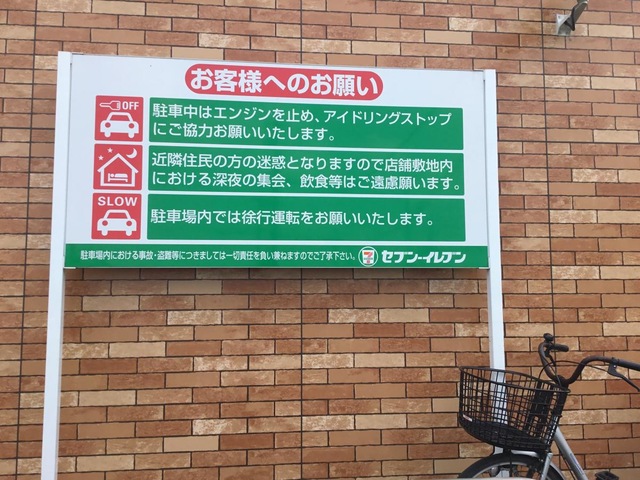 お客様へのお願い
OFF
駐車中はエンジンを止め、アイドリングストップ
にご協力お願いいたします。
近隣住民の方の迷惑となりますので店舗敷地内
における深夜の集会、飲食等はご遠慮願います。
SLOW
駐車場内では徐行運転をお願いいたします。
駐車場内における事故・盗難等につきましては一切責任を負い兼ねますのでご了承下さい。 セブン-イレブン